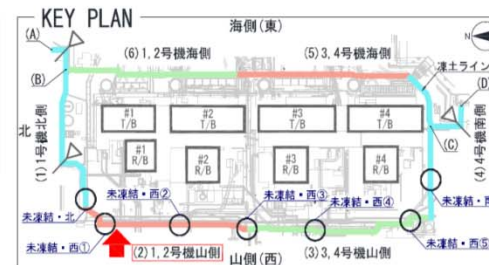 KEY PLAN
海側(東)
N
(A)
(6)1,2号機海側
(5)3,4号機海側
凍土ライン
(B)
(D)
北
(1)1号機北側
#1
T/B
#2
T/B
#3
T/B
#4
T/B
#1
R/B
#2
R/B
#3
R/B
#4
R/B
(C)
(4)4号機南側
未凍結・北
未凍結・西①
未凍結・西②
未凍結・西③
未凍結・西④
未凍結・西⑤
未凍結・
(2)1,2号機山側
山側(西)
(3)3,4号機山側